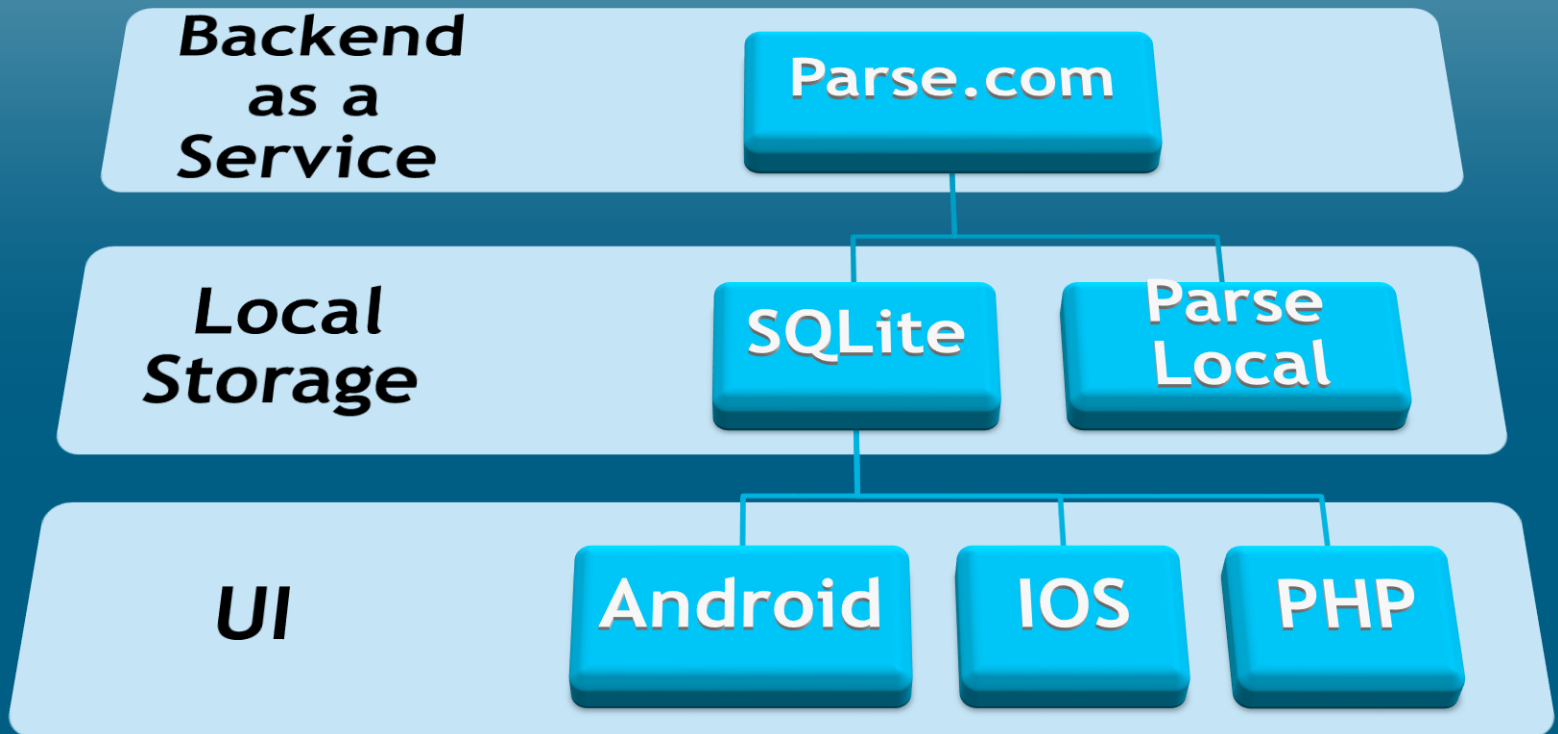 Backend
as a
Service
Parse.com
Local
Storage
SQLite
Parse
Local
UI
Android
IOS
PHP